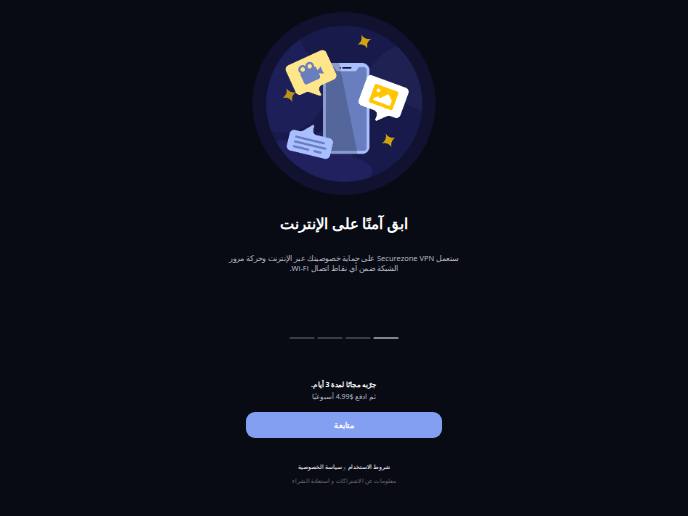 ابق آمنًا على الإنترنت
ستعمل Securezone VPN على حماية خصوصيتك عبر الإنترنت وحركة مرور
الشبكة ضمن أي نقاط اتصال Wi-Fi.
جرّبه مجانًا لمدة 3 أيام.
ثم ادفع $4.99 أسبوعيًا
متابعة
شروط الاستخدام و سياسة الخصوصية
معلومات عن الاشتراكات و استعادة الشراء